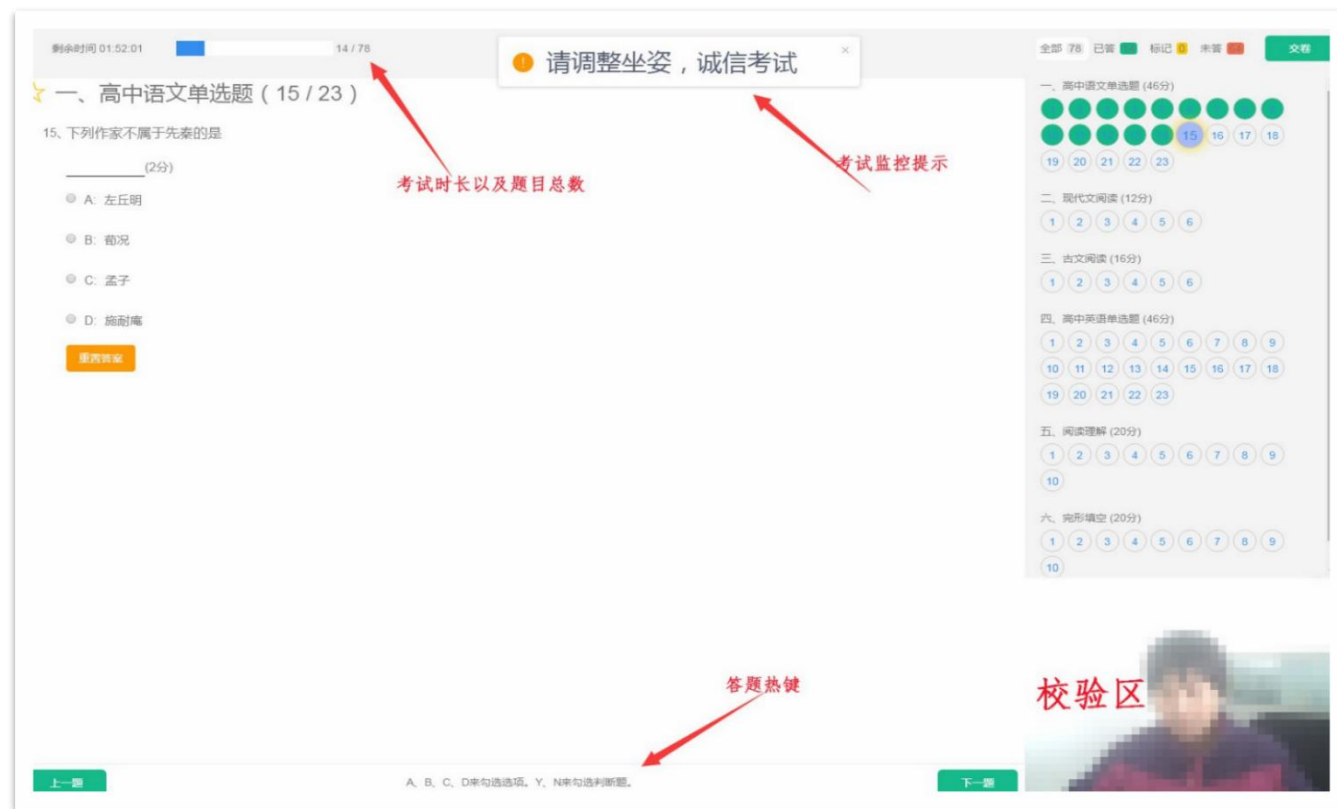 剩余时间 01:52:01
14 / 78
请调整坐姿，诚信考试
×
全部 78 已答 标记 0 未答 64 交卷
一、高中语文单选题（15 / 23）
15、下列作家不属于先秦的是
________(2分)
A: 左丘明
B: 荀况
C: 孟子
D: 施耐庵
重置答案
考试时长以及题目总数
考试监控提示
一、高中语文单选题 (46分)
15 16 17 18
19 20 21 22 23
二、现代文阅读 (12分)
1 2 3 4 5 6
三、古文阅读 (16分)
1 2 3 4 5 6
四、高中英语单选题 (46分)
1 2 3 4 5 6 7 8 9
10 11 12 13 14 15 16 17 18
19 20 21 22 23
五、阅读理解 (20分)
1 2 3 4 5 6 7 8 9
10
六、完形填空 (20分)
1 2 3 4 5 6 7 8 9
10
答题热键
校验区
上一题
A、B、C、D来勾选选项。Y、N来勾选判断题。
下一题